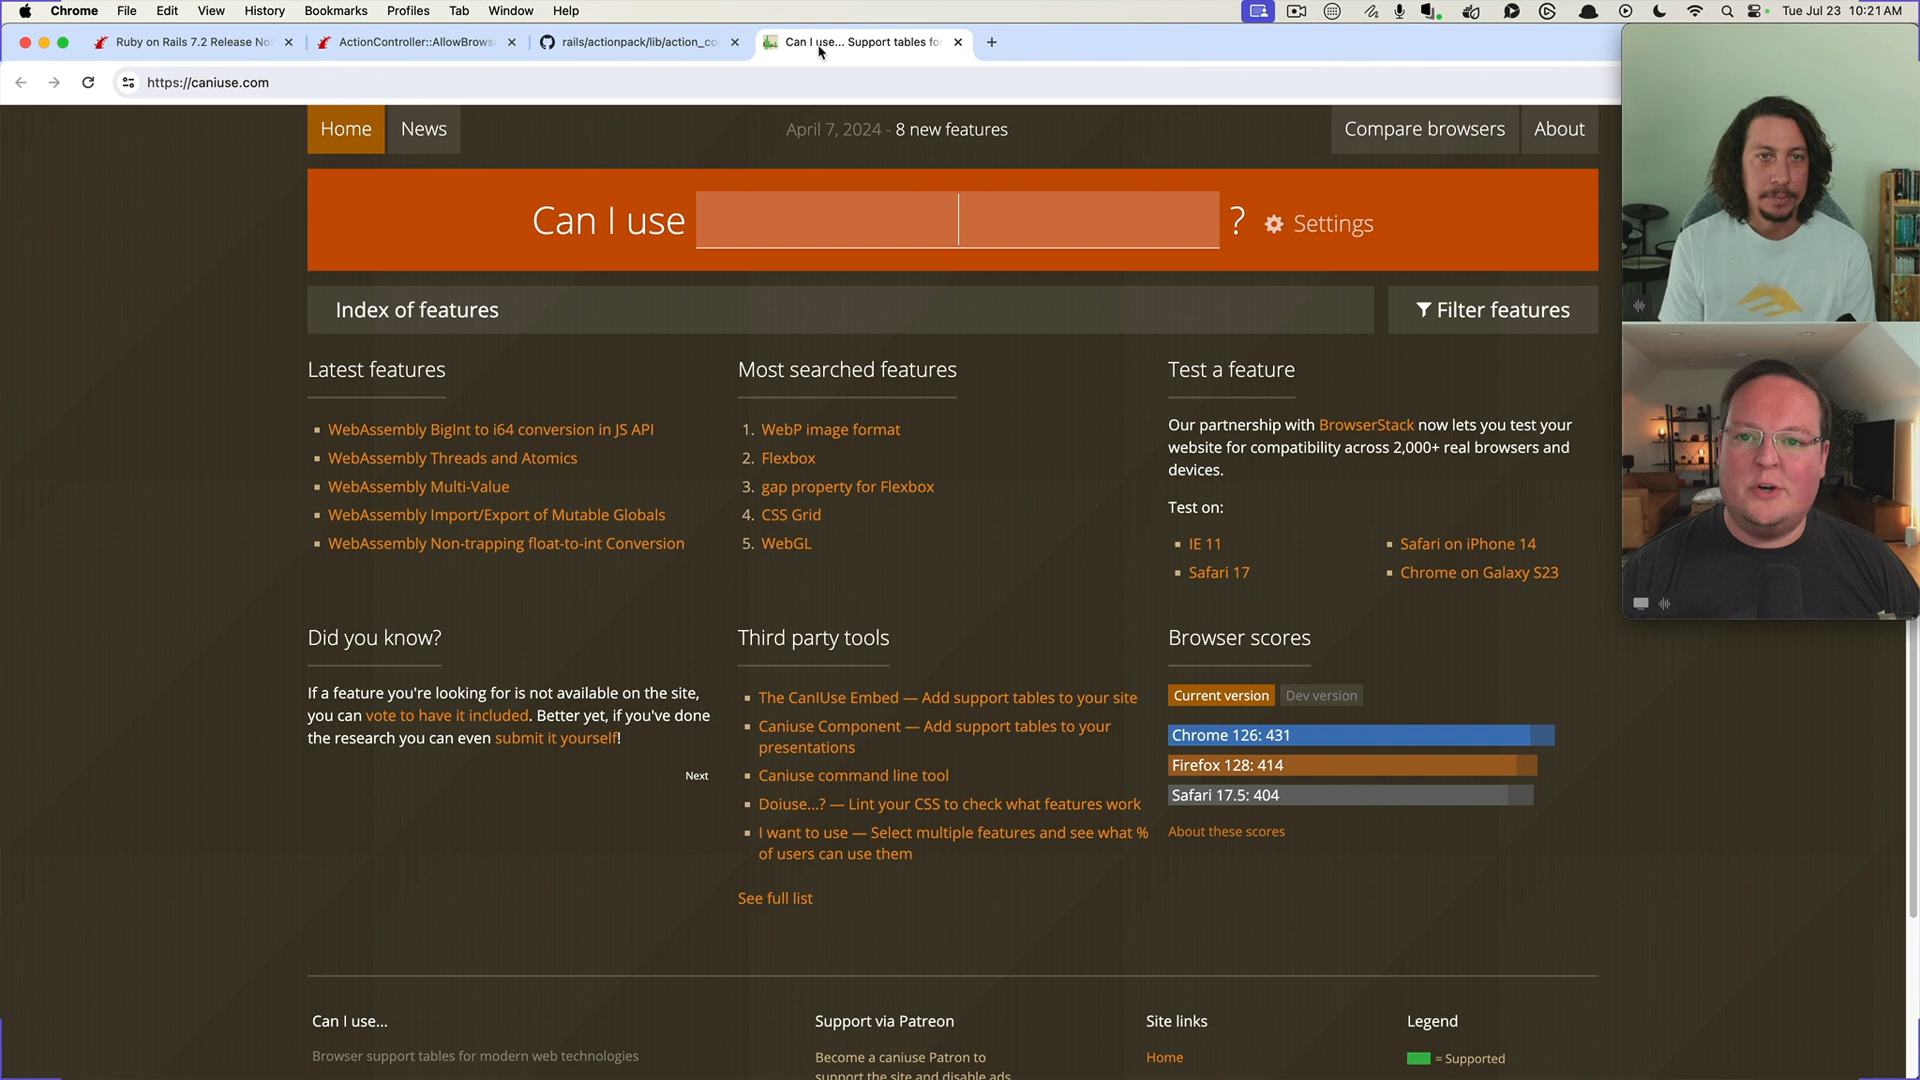 Chrome File Edit View History Bookmarks Profiles Tab Window Help Tue Jul 23 10:21 AM
Ruby on Rails 7.2 Release No ActionController::AllowBrows rails/actionpack/lib/action_co Can I use... Support tables fo
https://caniuse.com
Home News April 7, 2024 - 8 new features Compare browsers About
Can I use ? Settings
Index of features Filter features
Latest features
WebAssembly BigInt to i64 conversion in JS API
WebAssembly Threads and Atomics
WebAssembly Multi-Value
WebAssembly Import/Export of Mutable Globals
WebAssembly Non-trapping float-to-int Conversion
Most searched features
1. WebP image format
2. Flexbox
3. gap property for Flexbox
4. CSS Grid
5. WebGL
Test a feature
Our partnership with BrowserStack now lets you test your
website for compatibility across 2,000+ real browsers and
devices.
Test on:
IE 11
Safari 17
Safari on iPhone 14
Chrome on Galaxy S23
Did you know?
If a feature you're looking for is not available on the site,
you can vote to have it included. Better yet, if you've done
the research you can even submit it yourself!
Next
Third party tools
The CanIUse Embed — Add support tables to your site
Caniuse Component — Add support tables to your
presentations
Caniuse command line tool
Doiuse...? — Lint your CSS to check what features work
I want to use — Select multiple features and see what %
of users can use them
See full list
Browser scores
Current version Dev version
Chrome 126: 431
Firefox 128: 414
Safari 17.5: 404
About these scores
Can I use...
Browser support tables for modern web technologies
Support via Patreon
Become a caniuse Patron to
support the site and disable ads
Site links
Home
Legend
= Supported